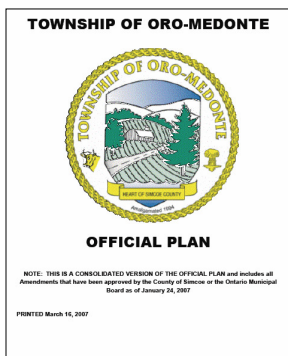 TOWNSHIP OF ORO-MEDONTE
TOWNSHIP OF ORO-MEDONTE
HEART OF SIMCOE COUNTY
Amalgamated 1994
OFFICIAL PLAN
NOTE: THIS IS A CONSOLIDATED VERSION OF THE OFFICIAL PLAN and includes all
Amendments that have been approved by the County of Simcoe or the Ontario Municipal
Board as of January 24, 2007
PRINTED March 16, 2007